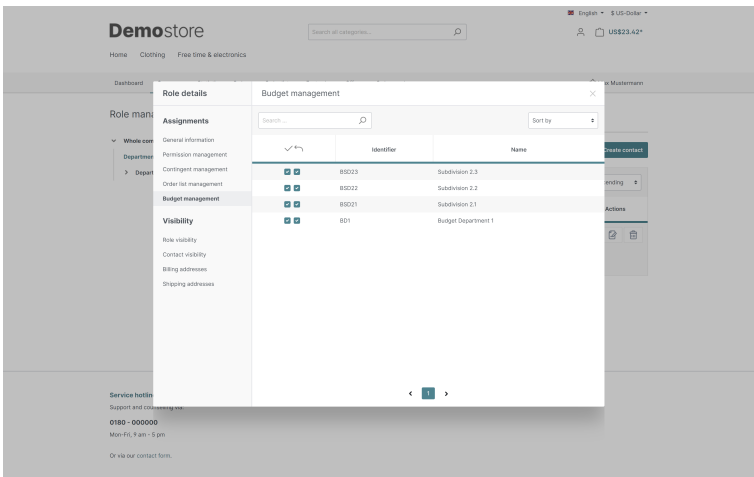 English
$ US-Dollar
Demostore
Search all categories...
US$23.42*
Home Clothing Free time & electronics
Dashboard
Mustermann
Role details
Budget management
Role mana
Assignments
Search ...
Sort by
Whole com
General information
Identifier
Name
Create contact
Departmen
Permission management
Depart
Contingent management
BSD23 Subdivision 2.3
Order list management
BSD22 Subdivision 2.2
ending
Budget management
BSD21 Subdivision 2.1
Actions
Visibility
BD1 Budget Department 1
Role visibility
Contact visibility
Billing addresses
Shipping addresses
1
Service hotlin
Support and counselling via:
0180 - 000000
Mon-Fri, 9 am - 5 pm
Or via our contact form.